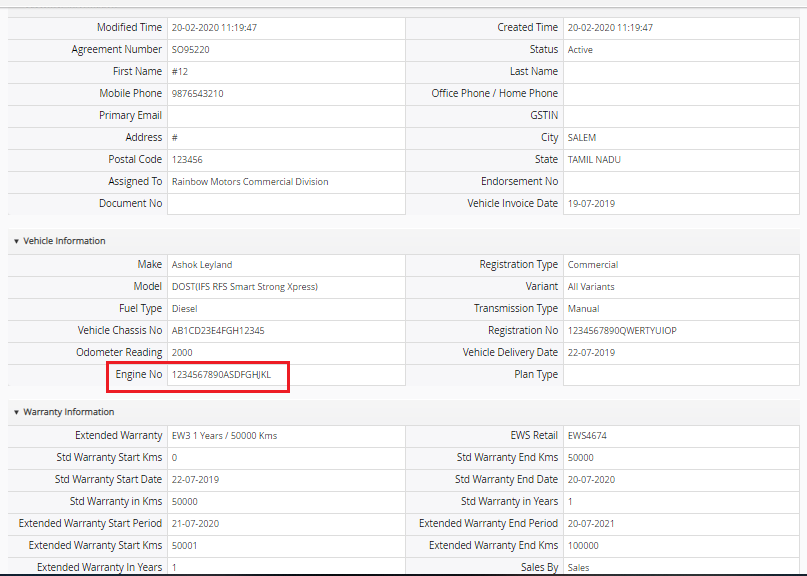 Modified Time 20-02-2020 11:19:47 Created Time 20-02-2020 11:19:47
Agreement Number SO95220 Status Active
First Name #12 Last Name
Mobile Phone 9876543210 Office Phone / Home Phone
Primary Email GSTIN
Address # City SALEM
Postal Code 123456 State TAMIL NADU
Assigned To Rainbow Motors Commercial Division Endorsement No
Document No Vehicle Invoice Date 19-07-2019
▾ Vehicle Information
Make Ashok Leyland Registration Type Commercial
Model DOST(IFS RFS Smart Strong Xpress) Variant All Variants
Fuel Type Diesel Transmission Type Manual
Vehicle Chassis No AB1CD23E4FGH12345 Registration No 1234567890QWERTYUIOP
Odometer Reading 2000 Vehicle Delivery Date 22-07-2019
Engine No 1234567890ASDFGHJKL Plan Type
▾ Warranty Information
Extended Warranty EW3 1 Years / 50000 Kms EWS Retail EWS4674
Std Warranty Start Kms 0 Std Warranty End Kms 50000
Std Warranty Start Date 22-07-2019 Std Warranty End Date 20-07-2020
Std Warranty in Kms 50000 Std Warranty in Years 1
Extended Warranty Start Period 21-07-2020 Extended Warranty End Period 20-07-2021
Extended Warranty Start Kms 50001 Extended Warranty End Kms 100000
Extended Warranty In Years 1 Sales By Sales